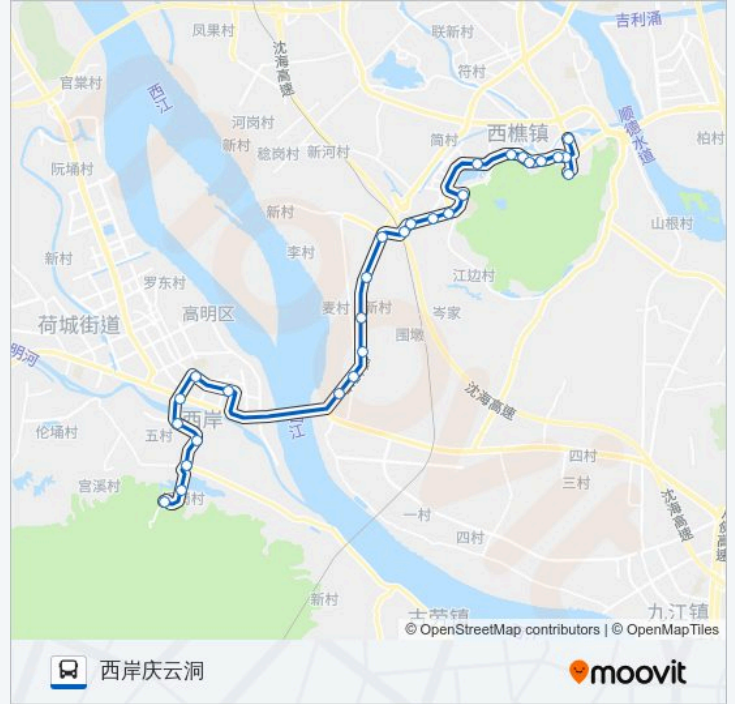 凤果村
联新村
吉利涌
沈海高速
符村
官棠村
西江
河岗村
简村
西樵镇
顺德水道
柏村
新村
稔岗村
新河村
阮埇村
新村
山根村
李村
新村
江边村
罗东村
麦村
新村
岑家
高明区
荷城街道
围墩
明河
沈海高速
西岸
江
伦埇村
五村
四村
宫溪村
三村
沈海高速
一村
四村
新村
九江镇
© OpenStreetMap contributors | © OpenMapTiles
西岸庆云洞
moovit